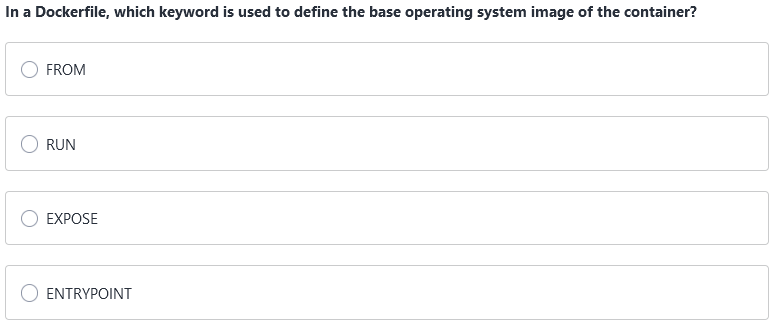 In a Dockerfile, which keyword is used to define the base operating system image of the container?
FROM
RUN
EXPOSE
ENTRYPOINT